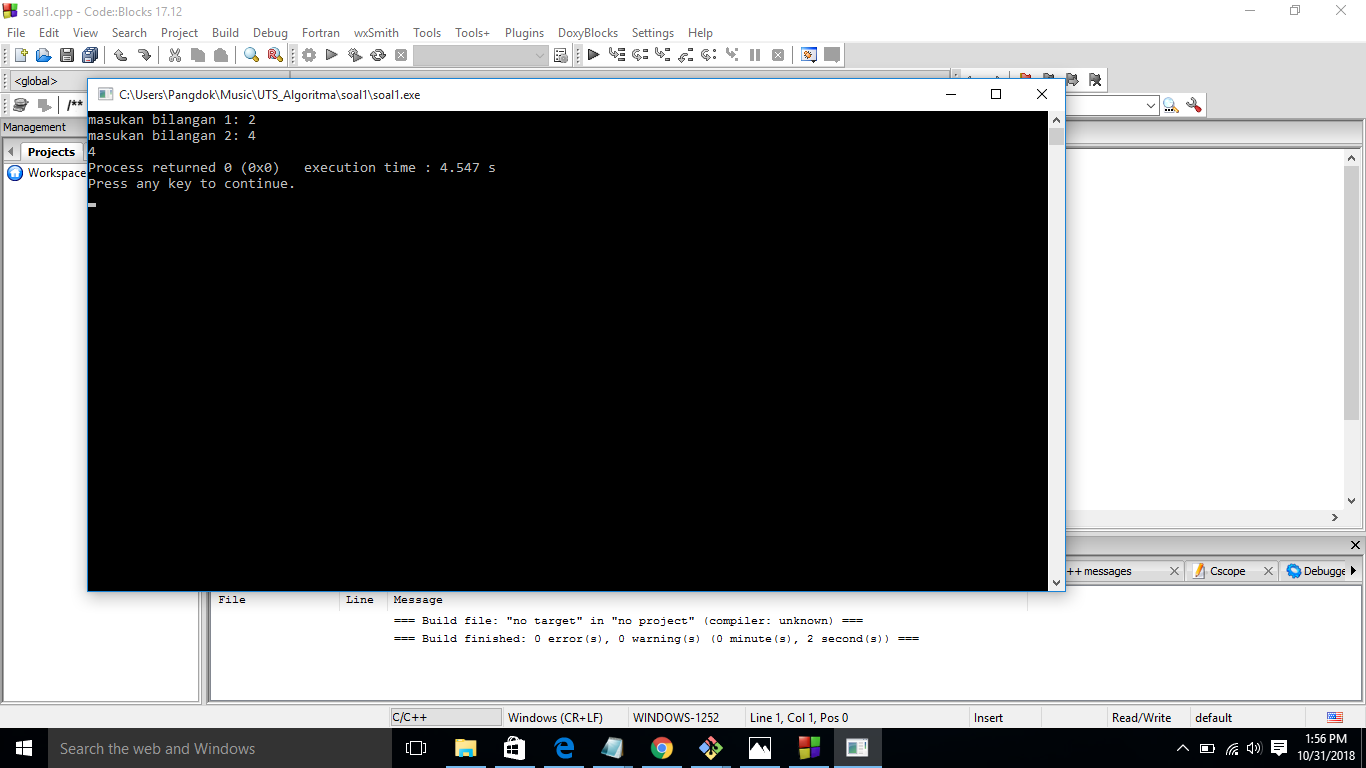 soal1.cpp - Code::Blocks 17.12
File Edit View Search Project Build Debug Fortran wxSmith Tools Tools+ Plugins DoxyBlocks Settings Help
<global>
/**
Management
Projects
Workspace
C:\Users\Pangdok\Music\UTS_Algoritma\soal1\soal1.exe
masukan bilangan 1: 2
masukan bilangan 2: 4
4
Process returned 0 (0x0)   execution time : 4.547 s
Press any key to continue.
++ messages Cscope Debugge
File Line Message
=== Build file: "no target" in "no project" (compiler: unknown) ===
=== Build finished: 0 error(s), 0 warning(s) (0 minute(s), 2 second(s)) ===
C/C++ Windows (CR+LF) WINDOWS-1252 Line 1, Col 1, Pos 0 Insert Read/Write default
Search the web and Windows
1:56 PM
10/31/2018